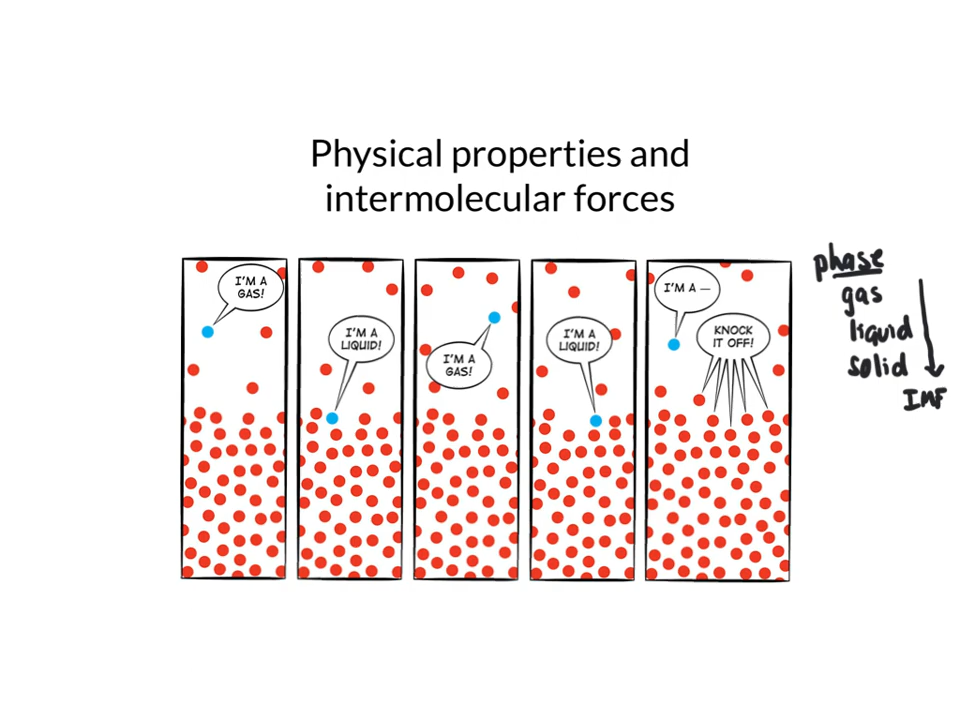 Physical properties and
intermolecular forces
I'M A
GAS!
I'M A
LIQUID!
I'M A
GAS!
I'M A
LIQUID!
I'M A —
KNOCK
IT OFF!
phase
gas
liquid
solid
IMF